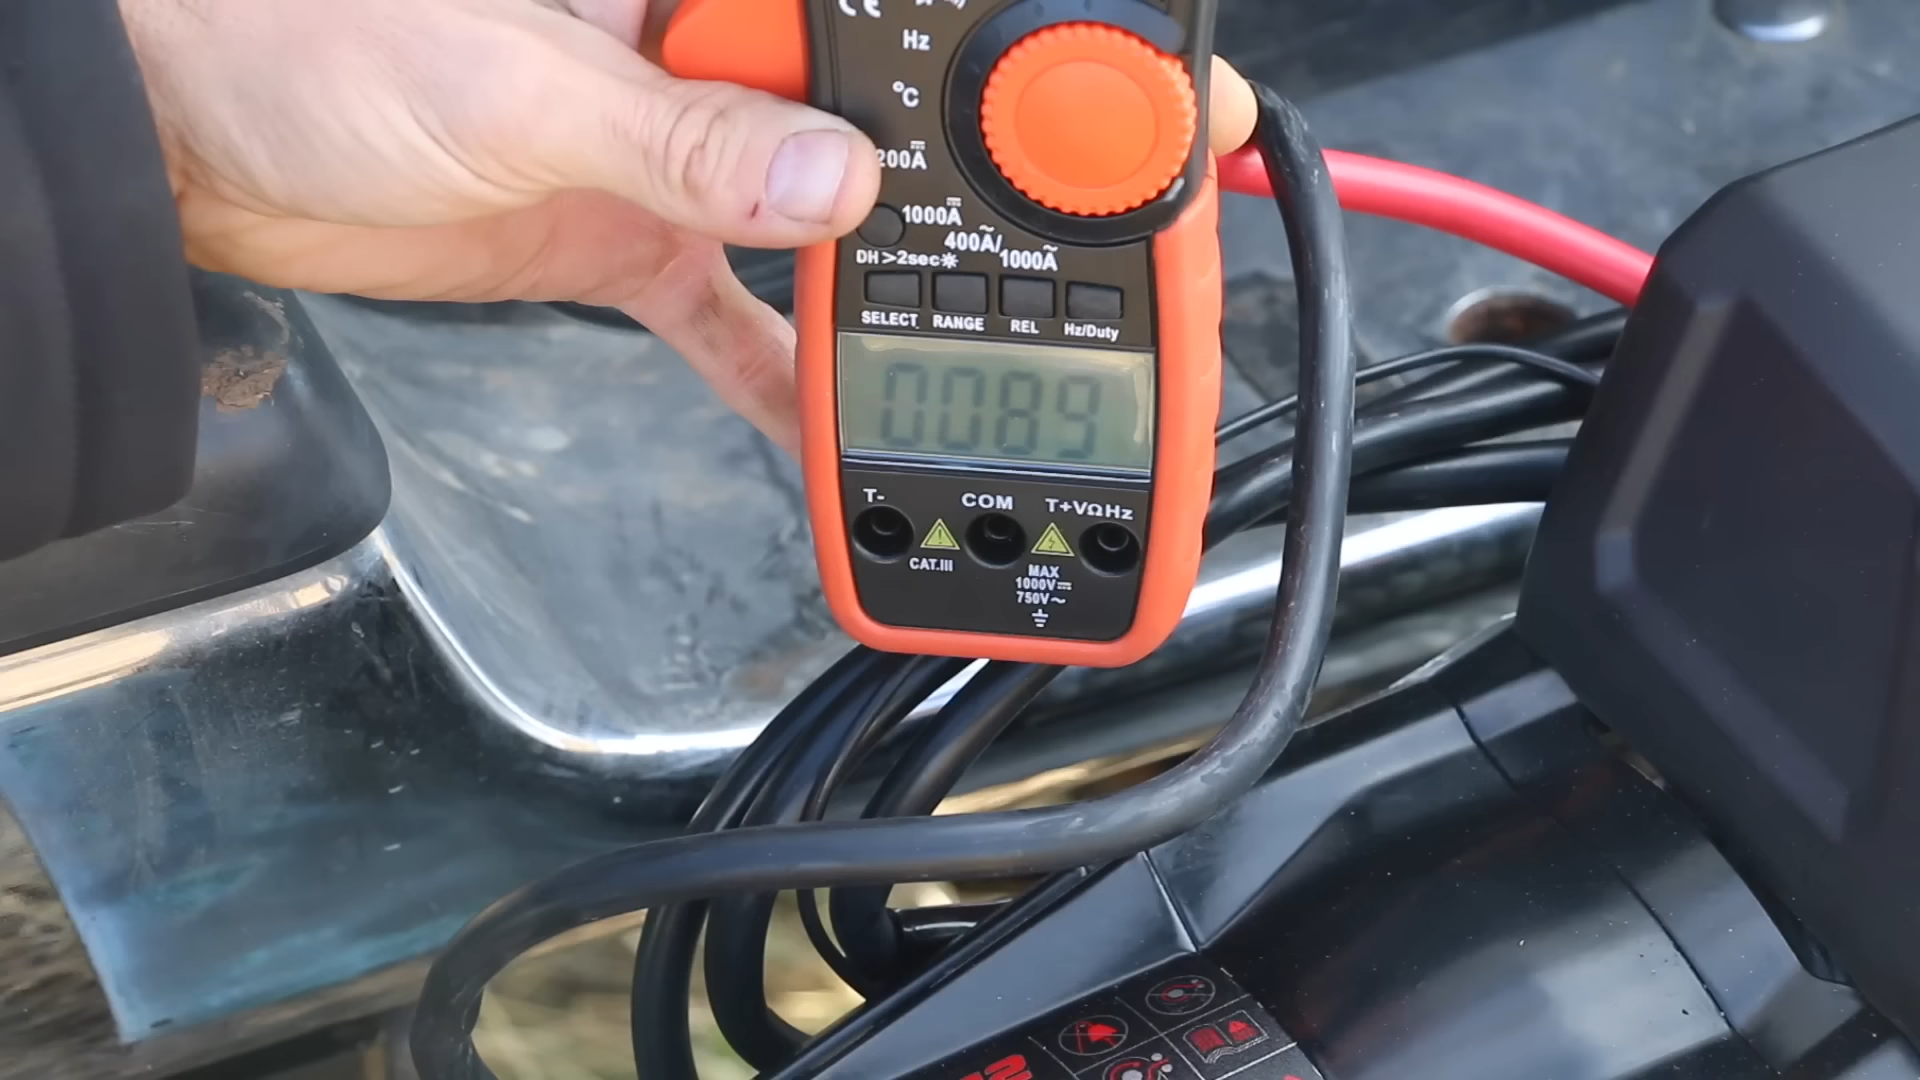 CE
Hz
°C
200A
1000A
400A/
1000A
DH >2sec☀
SELECT RANGE REL Hz/Duty
0089
T- COM T+VΩHz
CAT.III
MAX
1000V
750V~